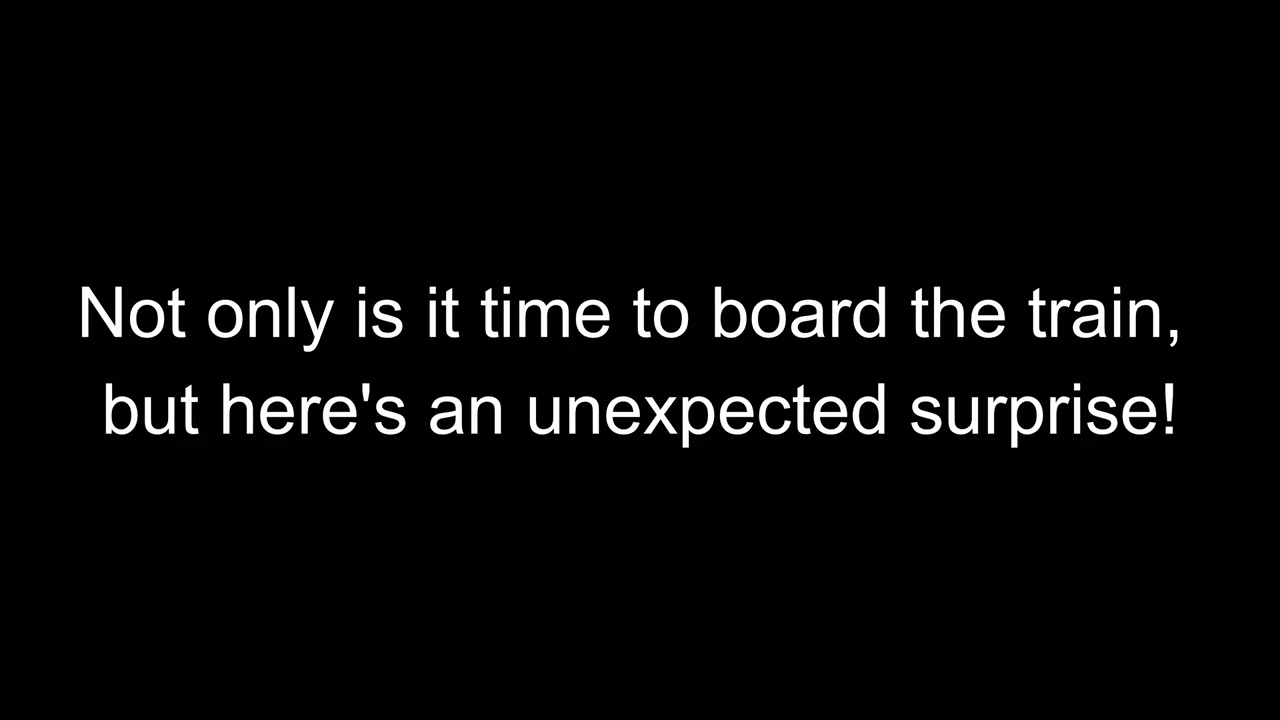 Not only is it time to board the train,
but here's an unexpected surprise!